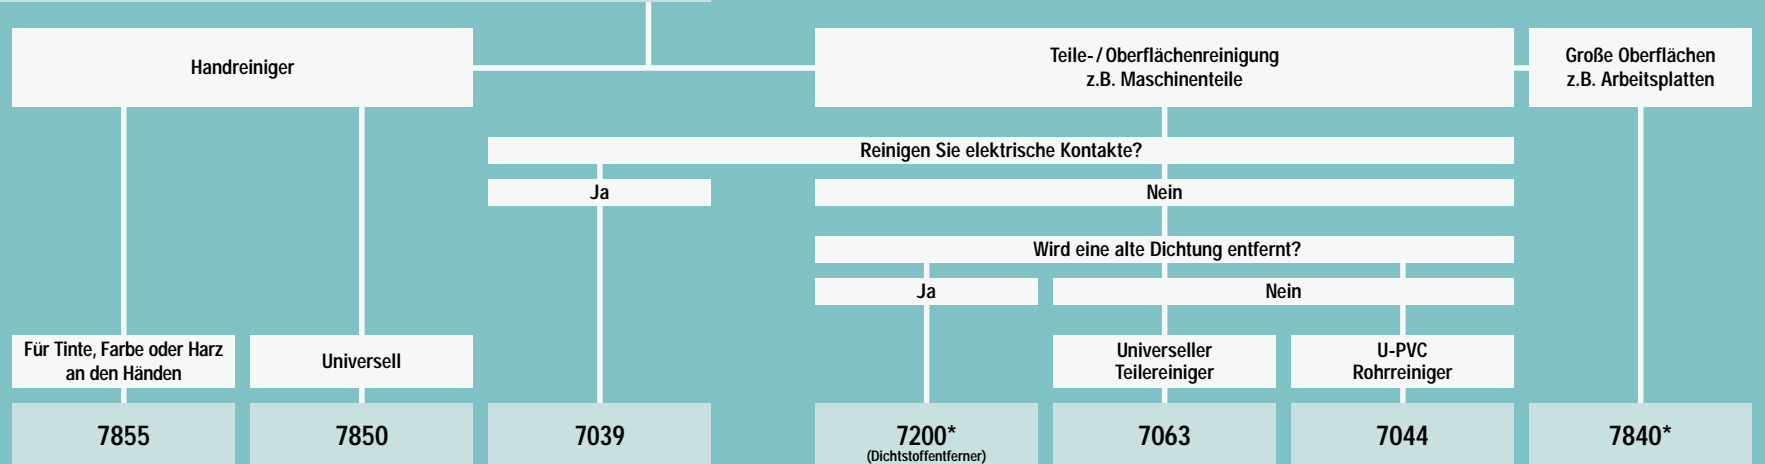 Handreiniger
Teile-/Oberflächenreinigung
z.B. Maschinenteile
Große Oberflächen
z.B. Arbeitsplatten
Reinigen Sie elektrische Kontakte?
Ja
Nein
Wird eine alte Dichtung entfernt?
Ja
Nein
Für Tinte, Farbe oder Harz
an den Händen
Universell
Universeller
Teilereiniger
U-PVC
Rohrreiniger
7855
7850
7039
7200*
(Dichtstoffentferner)
7063
7044
7840*